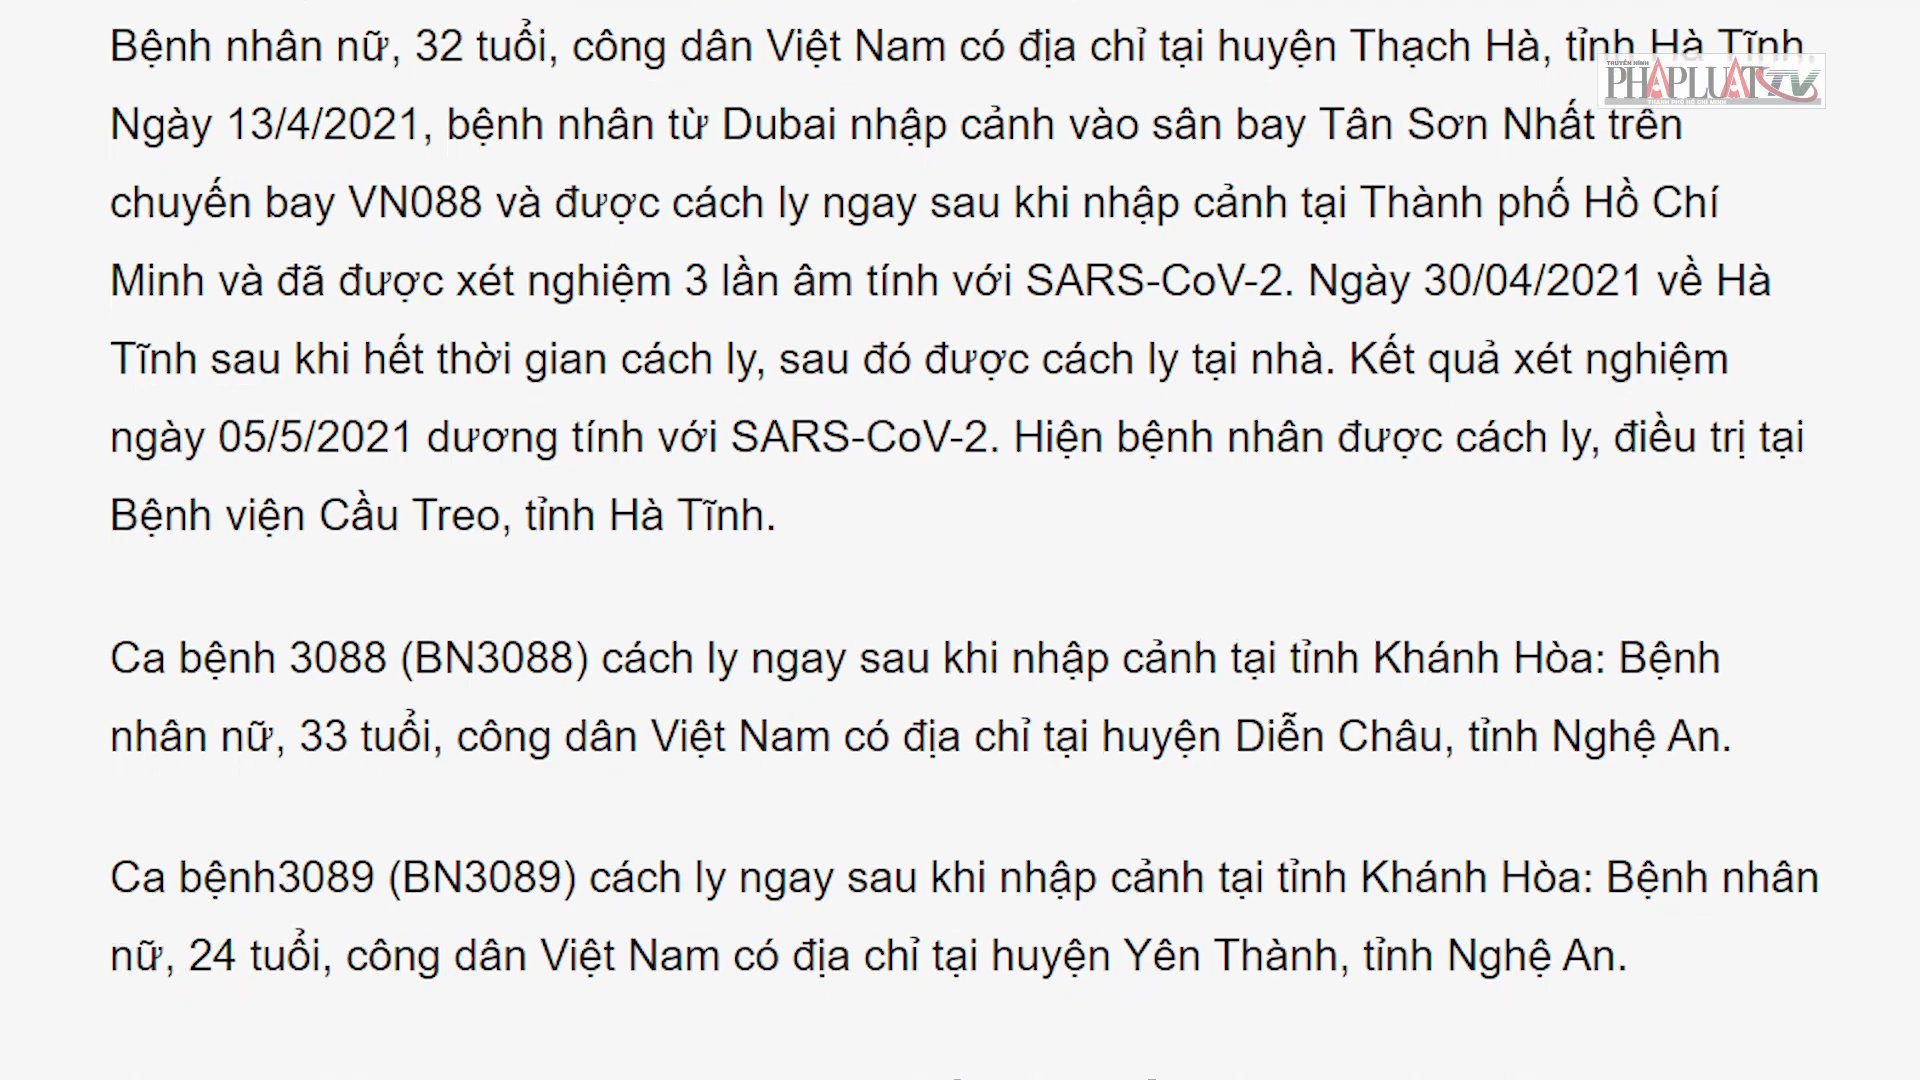 Bệnh nhân nữ, 32 tuổi, công dân Việt Nam có địa chỉ tại huyện Thạch Hà, tỉnh Hà Tĩnh.
TRUYỀN HÌNH
PHÁPLUẬT TV
THÀNH PHỐ HỒ CHÍ MINH
Ngày 13/4/2021, bệnh nhân từ Dubai nhập cảnh vào sân bay Tân Sơn Nhất trên
chuyến bay VN088 và được cách ly ngay sau khi nhập cảnh tại Thành phố Hồ Chí
Minh và đã được xét nghiệm 3 lần âm tính với SARS-CoV-2. Ngày 30/04/2021 về Hà
Tĩnh sau khi hết thời gian cách ly, sau đó được cách ly tại nhà. Kết quả xét nghiệm
ngày 05/5/2021 dương tính với SARS-CoV-2. Hiện bệnh nhân được cách ly, điều trị tại
Bệnh viện Cầu Treo, tỉnh Hà Tĩnh.
Ca bệnh 3088 (BN3088) cách ly ngay sau khi nhập cảnh tại tỉnh Khánh Hòa: Bệnh
nhân nữ, 33 tuổi, công dân Việt Nam có địa chỉ tại huyện Diễn Châu, tỉnh Nghệ An.
Ca bệnh3089 (BN3089) cách ly ngay sau khi nhập cảnh tại tỉnh Khánh Hòa: Bệnh nhân
nữ, 24 tuổi, công dân Việt Nam có địa chỉ tại huyện Yên Thành, tỉnh Nghệ An.